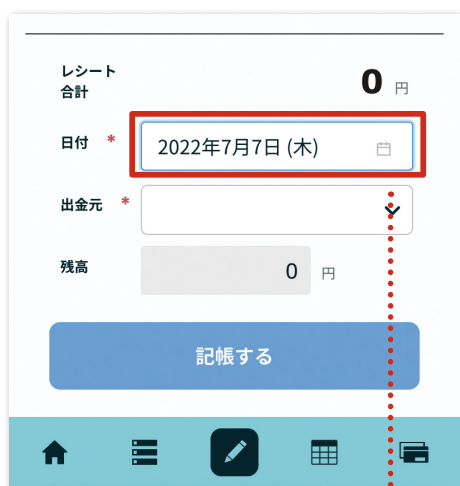 レシート
合計
0 円
日付 *
2022年7月7日 (木)
出金元 *
残高
0 円
記帳する